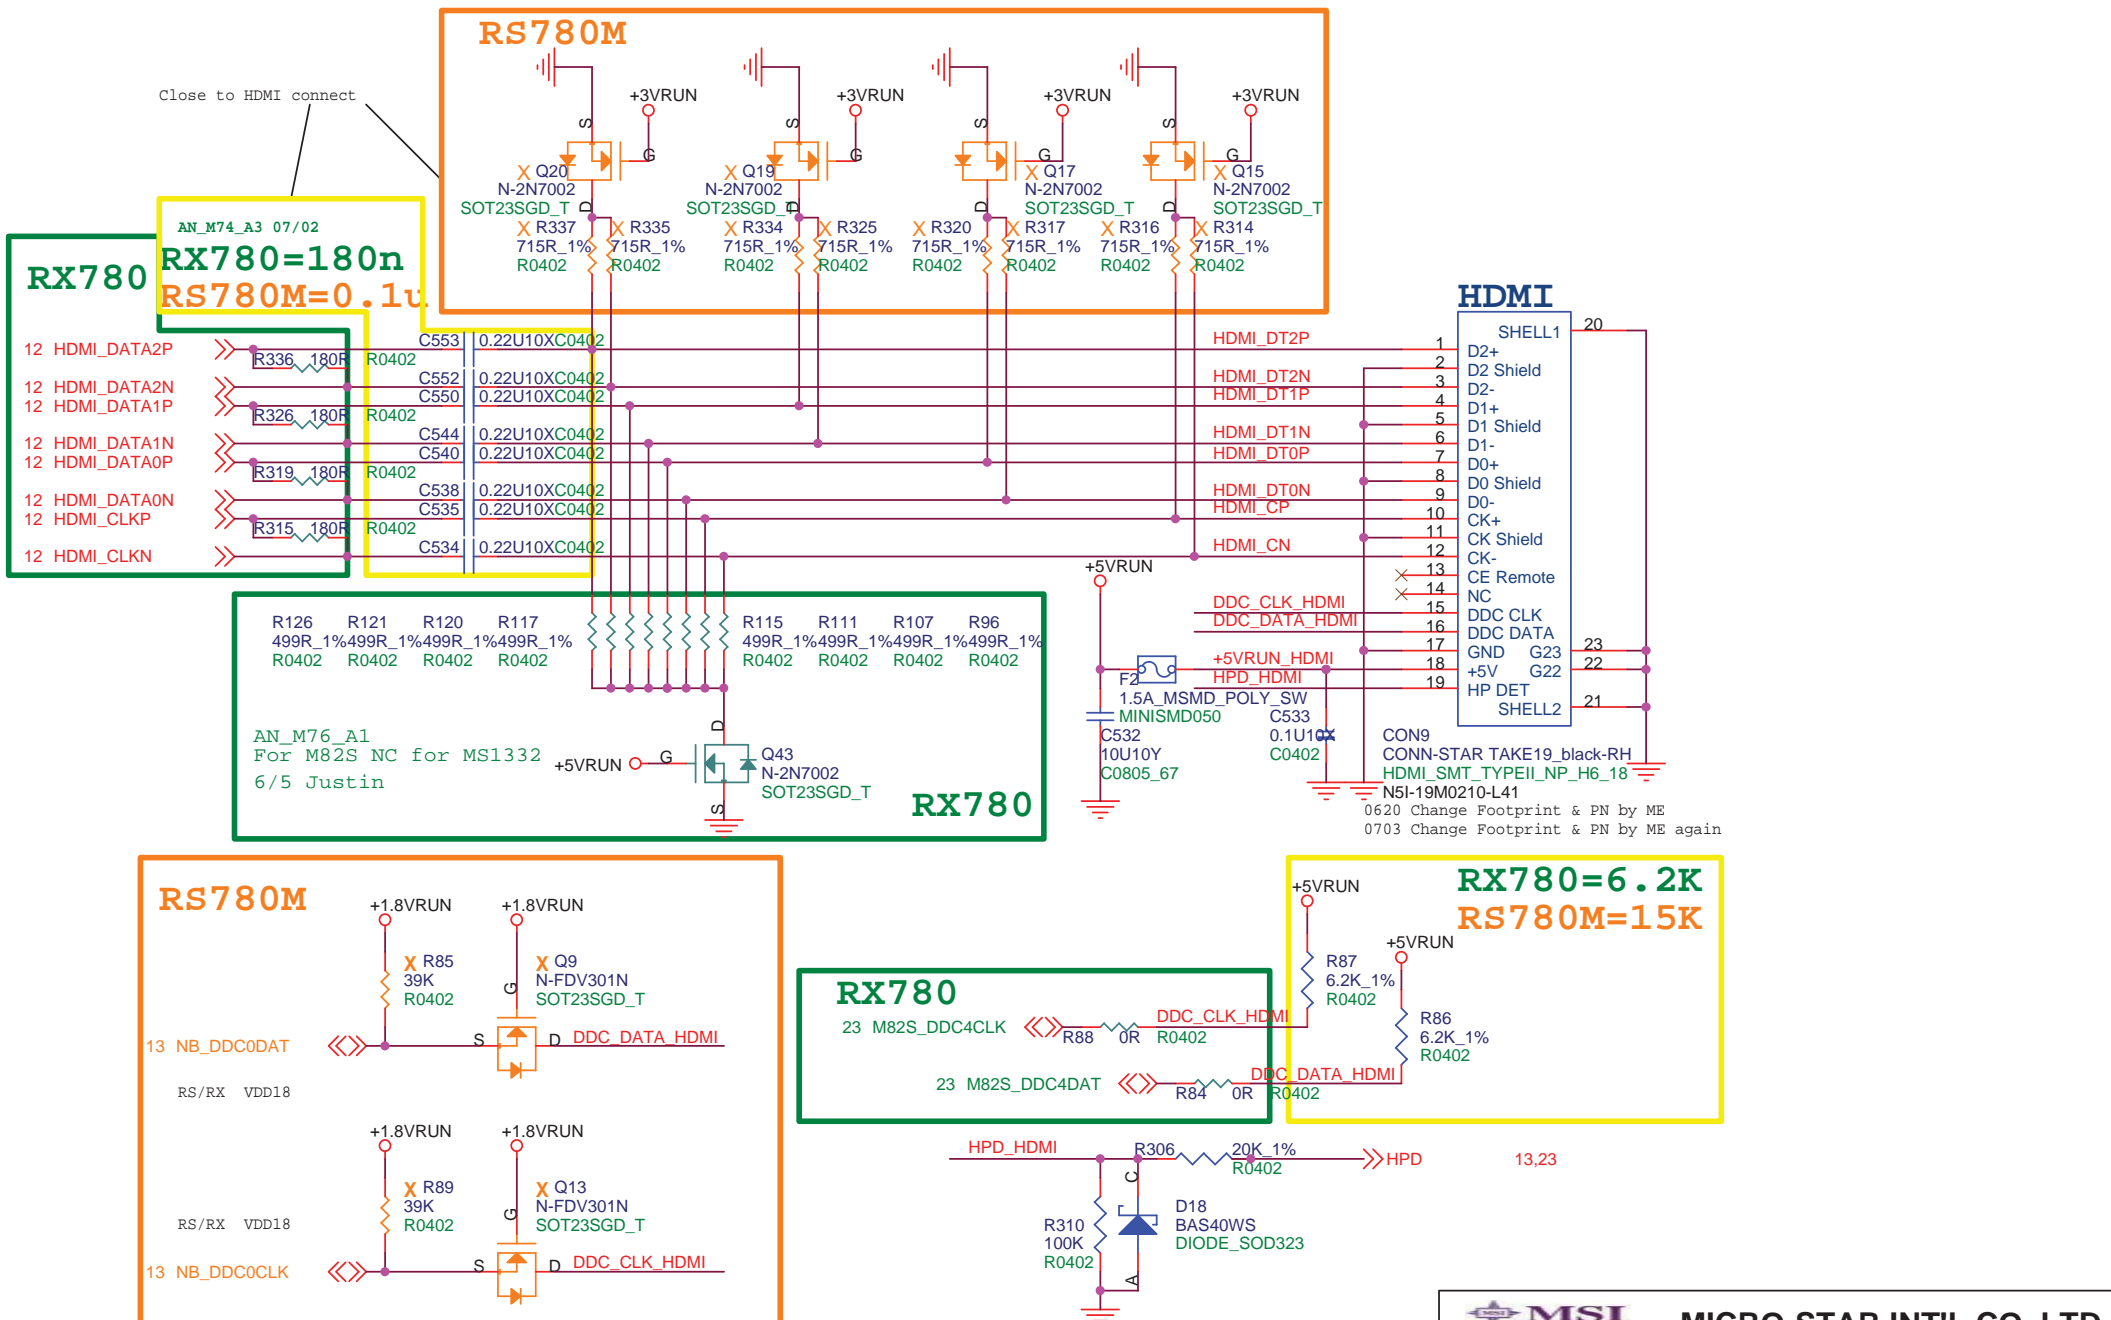 RS780M
Close to HDMI connect
+3VRUN
+3VRUN
+3VRUN
+3VRUN
S
S
S
S
G
G
G
G
X Q20
N-2N7002
SOT23SGD_T
X Q19
N-2N7002
SOT23SGD_T
X Q17
N-2N7002
SOT23SGD_T
X Q15
N-2N7002
SOT23SGD_T
D
D
D
D
X R337
715R_1%
R0402
X R335
715R_1%
R0402
X R334
715R_1%
R0402
X R325
715R_1%
R0402
X R320
715R_1%
R0402
X R317
715R_1%
R0402
X R316
715R_1%
R0402
X R314
715R_1%
R0402
AN_M74_A3 07/02
RX780=180n
RS780M=0.1u
RX780
12 HDMI_DATA2P
R336 180R R0402
12 HDMI_DATA2N
12 HDMI_DATA1P
R326 180R R0402
12 HDMI_DATA1N
12 HDMI_DATA0P
R319 180R R0402
12 HDMI_DATA0N
12 HDMI_CLKP
R315 180R R0402
12 HDMI_CLKN
C553 0.22U10XC0402
C552 0.22U10XC0402
C550 0.22U10XC0402
C544 0.22U10XC0402
C540 0.22U10XC0402
C538 0.22U10XC0402
C535 0.22U10XC0402
C534 0.22U10XC0402
HDMI_DT2P
HDMI_DT2N
HDMI_DT1P
HDMI_DT1N
HDMI_DT0P
HDMI_DT0N
HDMI_CP
HDMI_CN
DDC_CLK_HDMI
DDC_DATA_HDMI
+5VRUN_HDMI
HPD_HDMI
HDMI
SHELL1 20
1 D2+
2 D2 Shield
3 D2-
4 D1+
5 D1 Shield
6 D1-
7 D0+
8 D0 Shield
9 D0-
10 CK+
11 CK Shield
12 CK-
13 CE Remote
14 NC
15 DDC CLK
16 DDC DATA
17 GND G23 23
18 +5V G22 22
19 HP DET
SHELL2 21
CON9
CONN-STAR TAKE19_black-RH
HDMI_SMT_TYPEII_NP_H6_18
N5I-19M0210-L41
0620 Change Footprint & PN by ME
0703 Change Footprint & PN by ME again
+5VRUN
F2
1.5A_MSMD_POLY_SW
MINISMD050
C532
10U10Y
C0805_67
C533
0.1U10X
C0402
R126
499R_1%
R0402
R121
499R_1%
R0402
R120
499R_1%
R0402
R117
499R_1%
R0402
R115
499R_1%
R0402
R111
499R_1%
R0402
R107
499R_1%
R0402
R96
499R_1%
R0402
AN_M76_A1
For M82S NC for MS1332
6/5 Justin
+5VRUN
G
D
S
Q43
N-2N7002
SOT23SGD_T
RX780
RS780M
+1.8VRUN
+1.8VRUN
X R85
39K
R0402
X Q9
N-FDV301N
SOT23SGD_T
G
13 NB_DDC0DAT
S
D DDC_DATA_HDMI
RS/RX VDD18
+1.8VRUN
+1.8VRUN
X R89
39K
R0402
X Q13
N-FDV301N
SOT23SGD_T
G
RS/RX VDD18
13 NB_DDC0CLK
S
D DDC_CLK_HDMI
RX780
23 M82S_DDC4CLK
R88 0R R0402
DDC_CLK_HDMI
23 M82S_DDC4DAT
R84 0R R0402
DDC_DATA_HDMI
RX780=6.2K
RS780M=15K
+5VRUN
R87
6.2K_1%
R0402
+5VRUN
R86
6.2K_1%
R0402
HPD_HDMI
R306 20K_1%
R0402
HPD 13,23
C
A
R310
100K
R0402
D18
BAS40WS
DIODE_SOD323
MSI
MICRO-STAR INT'L CO.,LTD